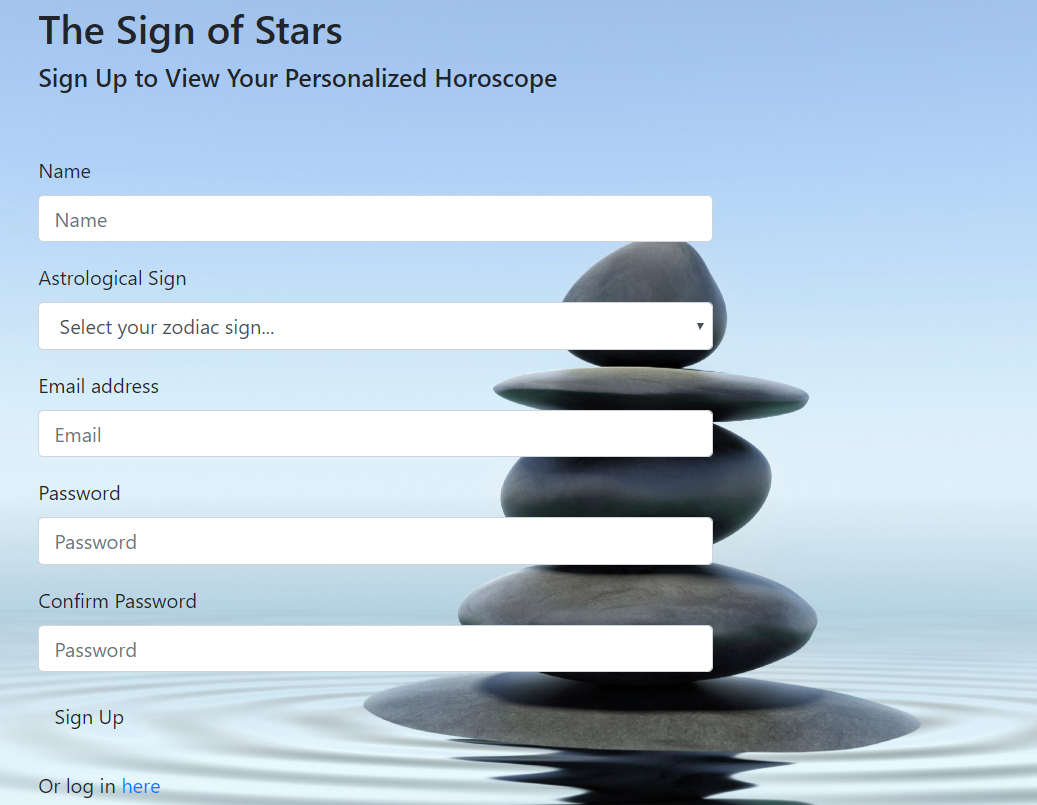 The Sign of Stars
Sign Up to View Your Personalized Horoscope
Name
Name
Astrological Sign
Select your zodiac sign...
Email address
Email
Password
Password
Confirm Password
Password
Sign Up
Or log in here